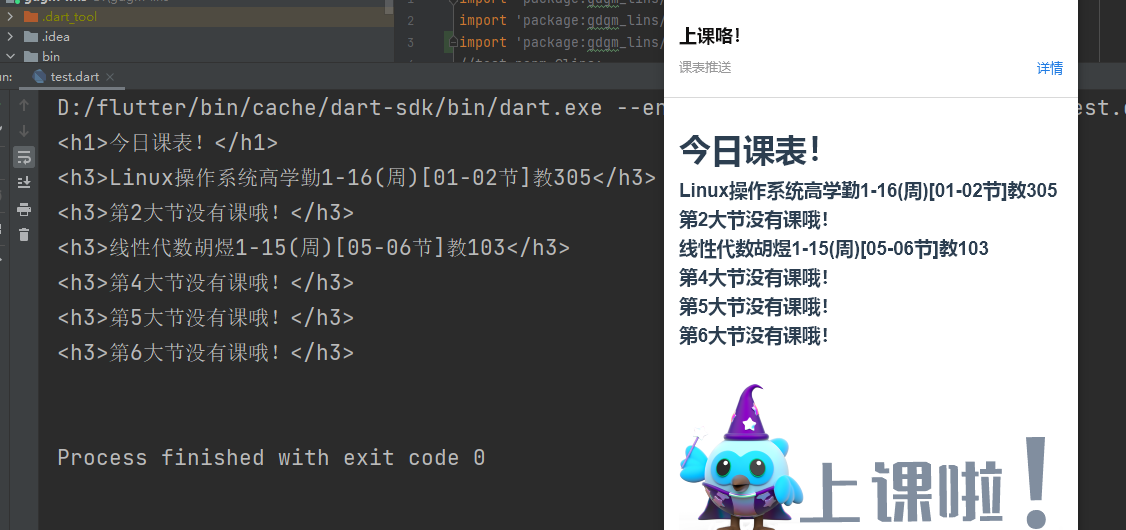 .dart_tool
.idea
bin
1
2
3
import 'package:gdgm_lins/
import 'package:gdgm_lins/
un:
test.dart
D:/flutter/bin/cache/dart-sdk/bin/dart.exe --en
est.
<h1>今日课表！</h1>
<h3>Linux操作系统高学勤1-16(周)[01-02节]教305</h3>
<h3>第2大节没有课哦！</h3>
<h3>线性代数胡煜1-15(周)[05-06节]教103</h3>
<h3>第4大节没有课哦！</h3>
<h3>第5大节没有课哦！</h3>
<h3>第6大节没有课哦！</h3>
Process finished with exit code 0
上课咯！
课表推送
详情
今日课表！
Linux操作系统高学勤1-16(周)[01-02节]教305
第2大节没有课哦！
线性代数胡煜1-15(周)[05-06节]教103
第4大节没有课哦！
第5大节没有课哦！
第6大节没有课哦！
上课啦！